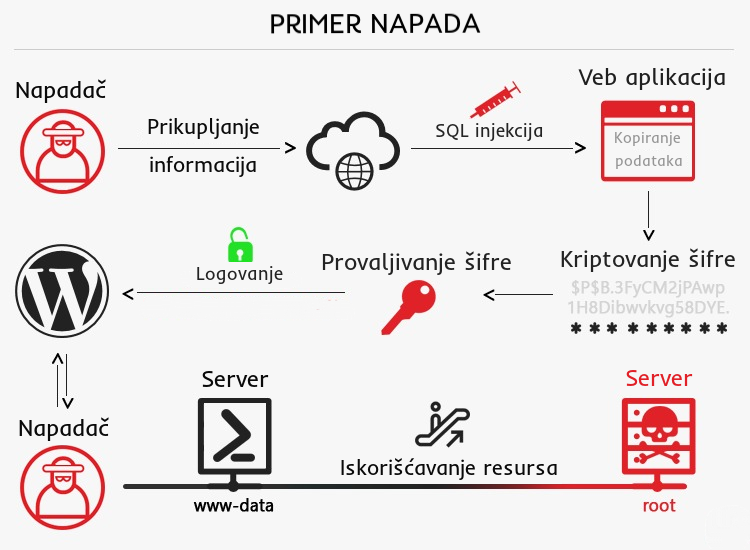 PRIMER NAPADA
Napadač
Prikupljanje
informacija
SQL injekcija
Veb aplikacija
Kopiranje
podataka
Kriptovanje šifre
$P$B.3FyCM2jPAwp
1H8Dibwvkvg58DYE.
* * * * * * * * *
Provaljivanje šifre
Logovanje
Napadač
Server
www-data
Iskorišćavanje resursa
Server
root